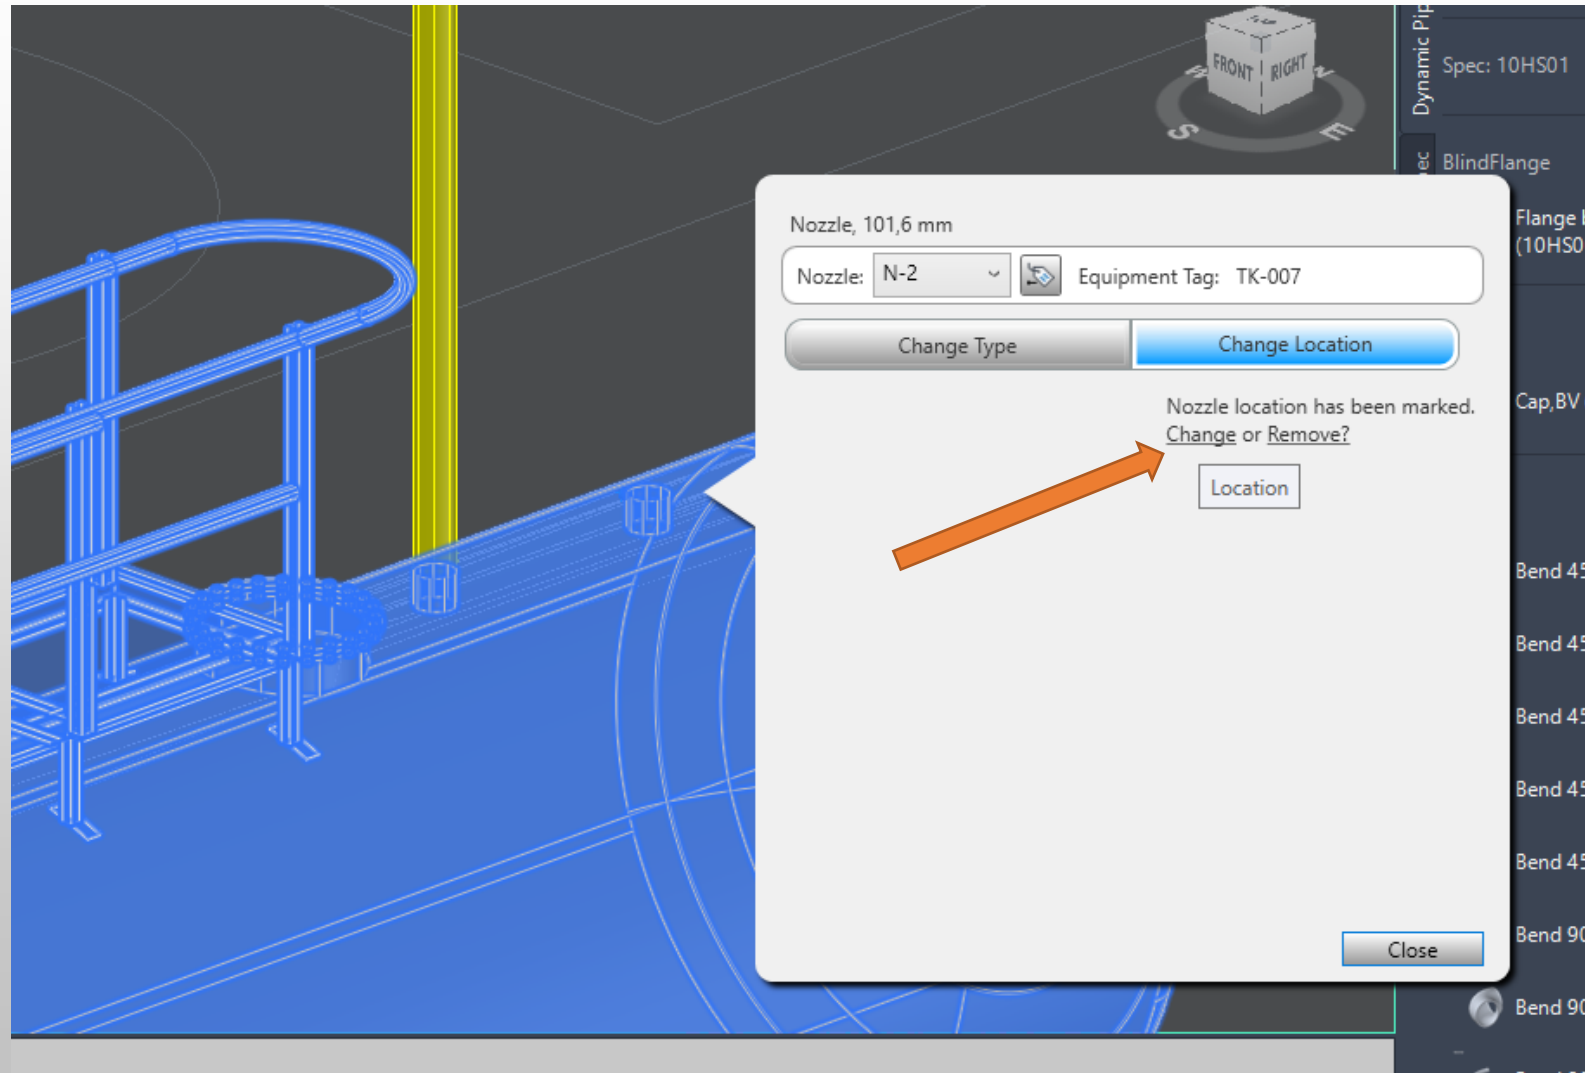 FRONT
RIGHT
S
E
Dynamic Pip
Spec: 10HS01
BlindFlange
Flange
(10HS0
Nozzle, 101,6 mm
Nozzle: N-2 Equipment Tag: TK-007
Change Type Change Location
Nozzle location has been marked.
Change or Remove?
Location
Cap,BV
Bend 45
Bend 45
Bend 45
Bend 45
Bend 45
Bend 90
Bend 90
Close